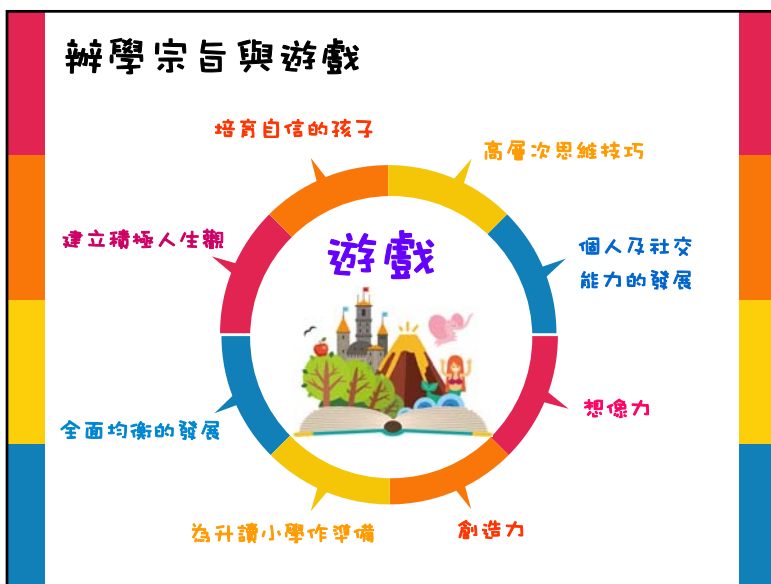 辦學宗旨與遊戲
培育自信的孩子
高層次思維技巧
建立積極人生觀
遊戲
個人及社交
能力的發展
想像力
全面均衡的發展
為升讀小學作準備
創造力